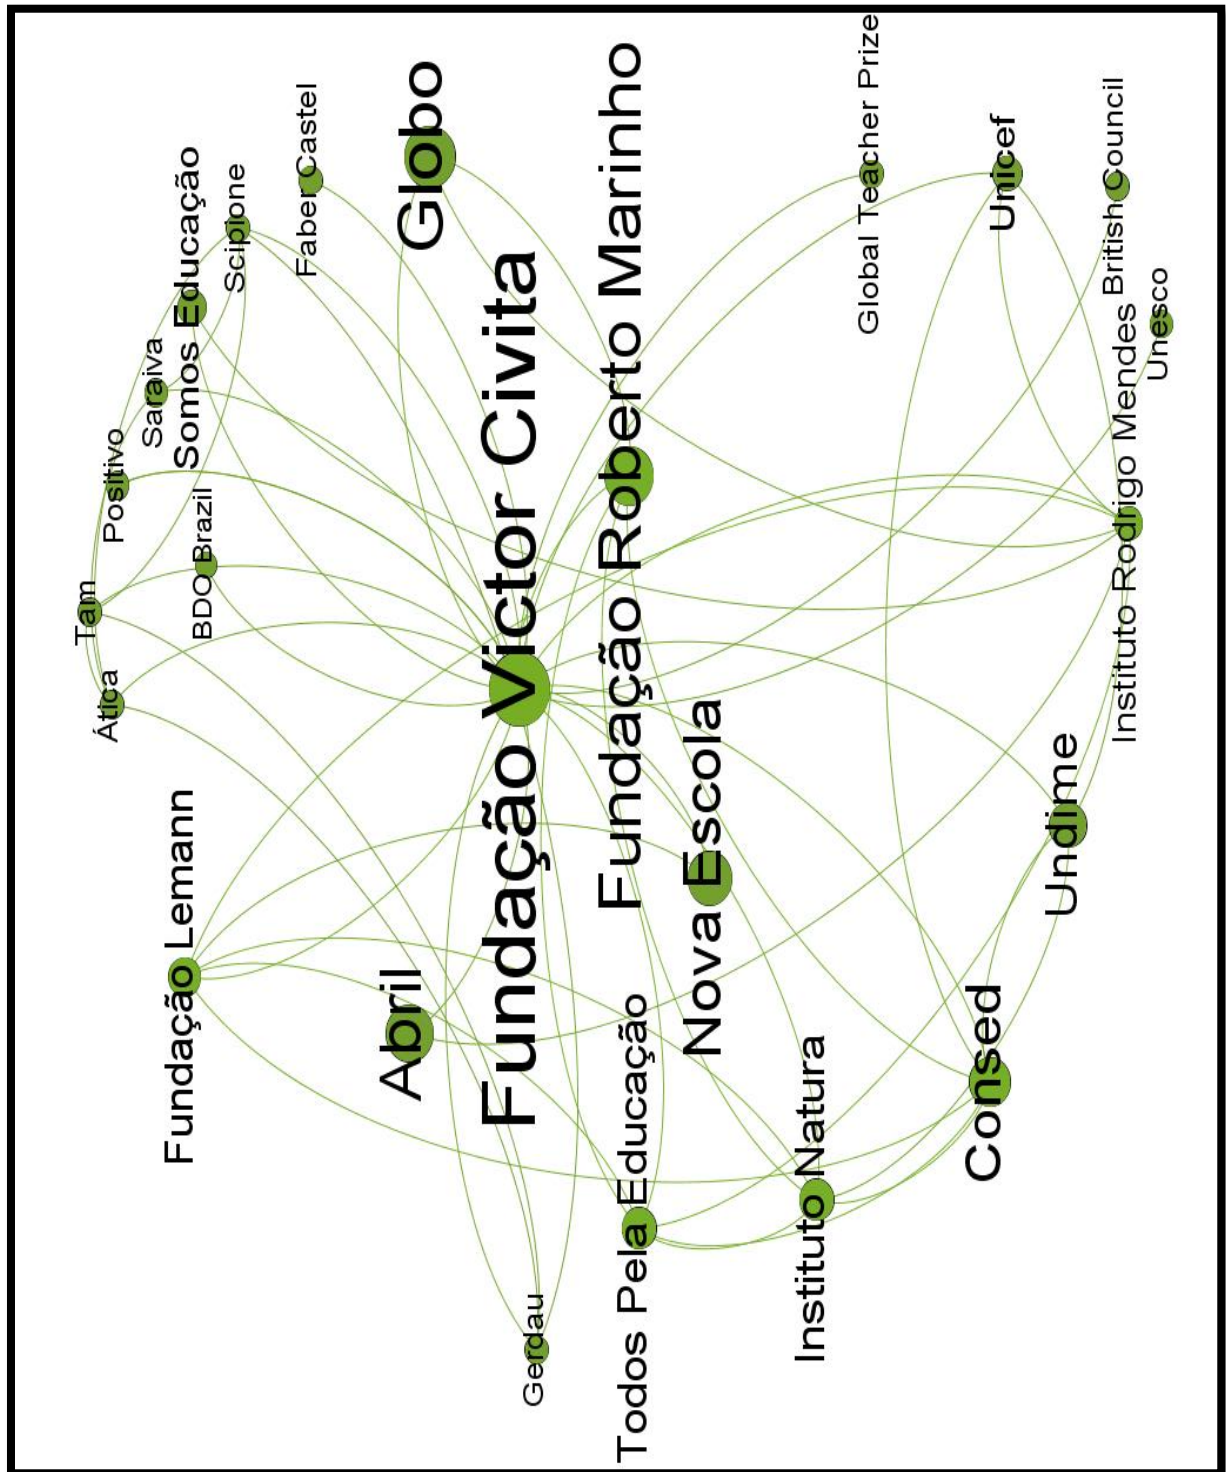 Ática
Tam
Positivo
Saraiva
Somos Educação
Scipione
BDO Brazil
Faber Castel
Fundação Lemann
Abril
Globo
Fundação Victor Civita
Gerdau
Fundação Roberto Marinho
Todos Pela Educação
Nova Escola
Instituto Natura
Global Teacher Prize
Consed
Unicef
Undime
British Council
Instituto Rodrigo Mendes
Unesco